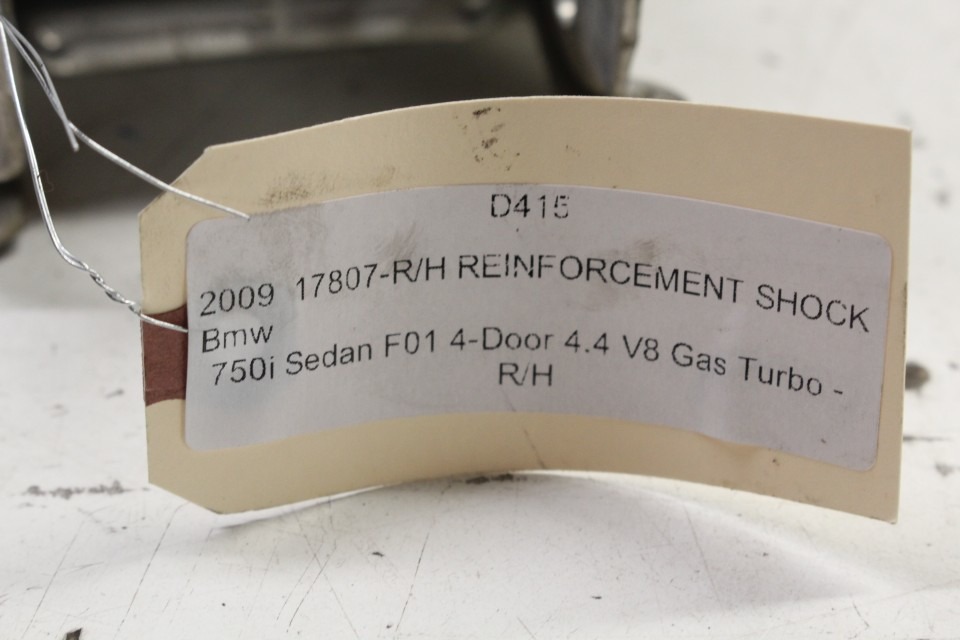 D415
2009 17807-R/H REINFORCEMENT SHOCK
Bmw
750i Sedan F01 4-Door 4.4 V8 Gas Turbo -
R/H